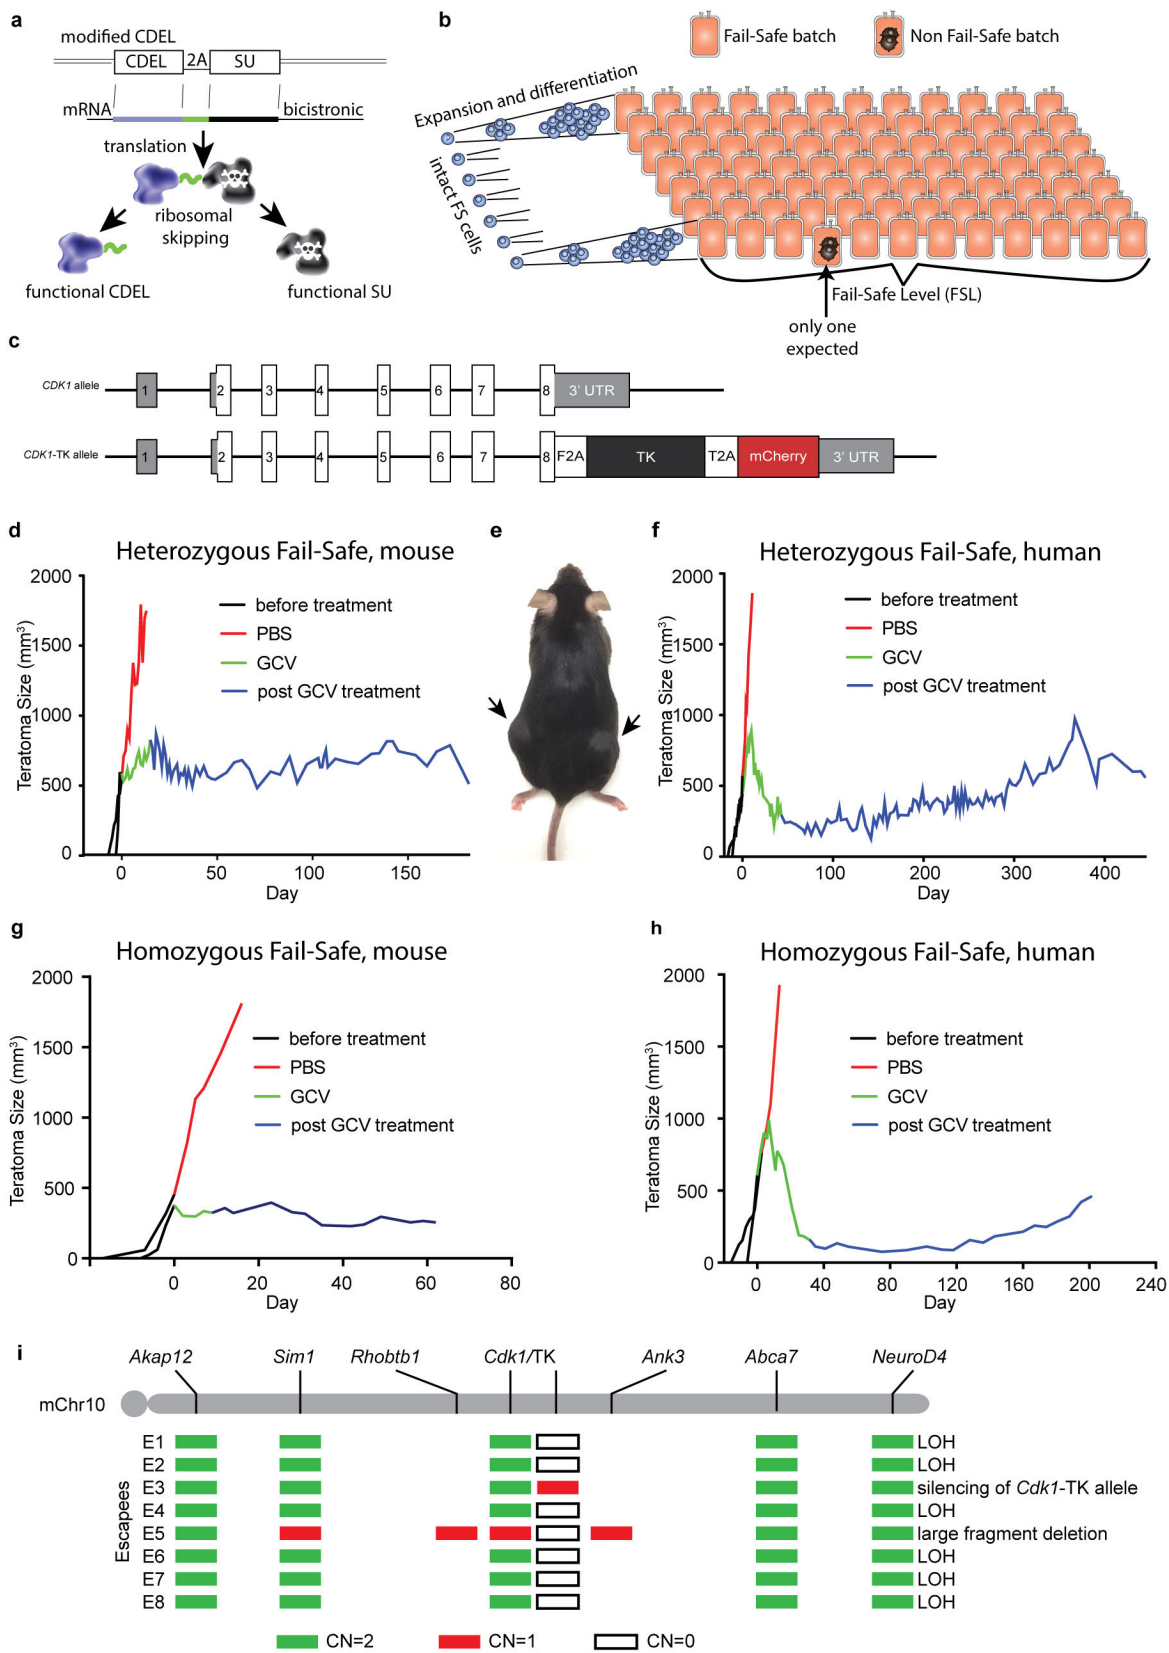 a
modified CDEL
CDEL
2A
SU
mRNA
bicistronic
translation
ribosomal
skipping
functional CDEL
functional SU
b
Fail-Safe batch
Non Fail-Safe batch
Expansion and differentiation
intact FS cells
Fail-Safe Level (FSL)
only one
expected
c
CDK1 allele
1
2
3
4
5
6
7
8
3' UTR
CDK1-TK allele
1
2
3
4
5
6
7
8
F2A
TK
T2A
mCherry
3' UTR
d
Heterozygous Fail-Safe, mouse
2000
1500
1000
500
0
Teratoma Size (mm³)
before treatment
PBS
GCV
post GCV treatment
0
50
100
150
Day
e
f
Heterozygous Fail-Safe, human
2000
1500
1000
500
0
Teratoma Size (mm³)
before treatment
PBS
GCV
post GCV treatment
0
100
200
300
400
Day
g
Homozygous Fail-Safe, mouse
2000
1500
1000
500
0
Teratoma Size (mm³)
before treatment
PBS
GCV
post GCV treatment
0
20
40
60
80
Day
h
Homozygous Fail-Safe, human
2000
1500
1000
500
0
Teratoma Size (mm³)
before treatment
PBS
GCV
post GCV treatment
0
40
80
120
160
200
240
Day
i
Akap12
Sim1
Rhobtb1
Cdk1/TK
Ank3
Abca7
NeuroD4
mChr10
Escapees
E1
LOH
E2
LOH
E3
silencing of Cdk1-TK allele
E4
LOH
E5
large fragment deletion
E6
LOH
E7
LOH
E8
LOH
CN=2
CN=1
CN=0